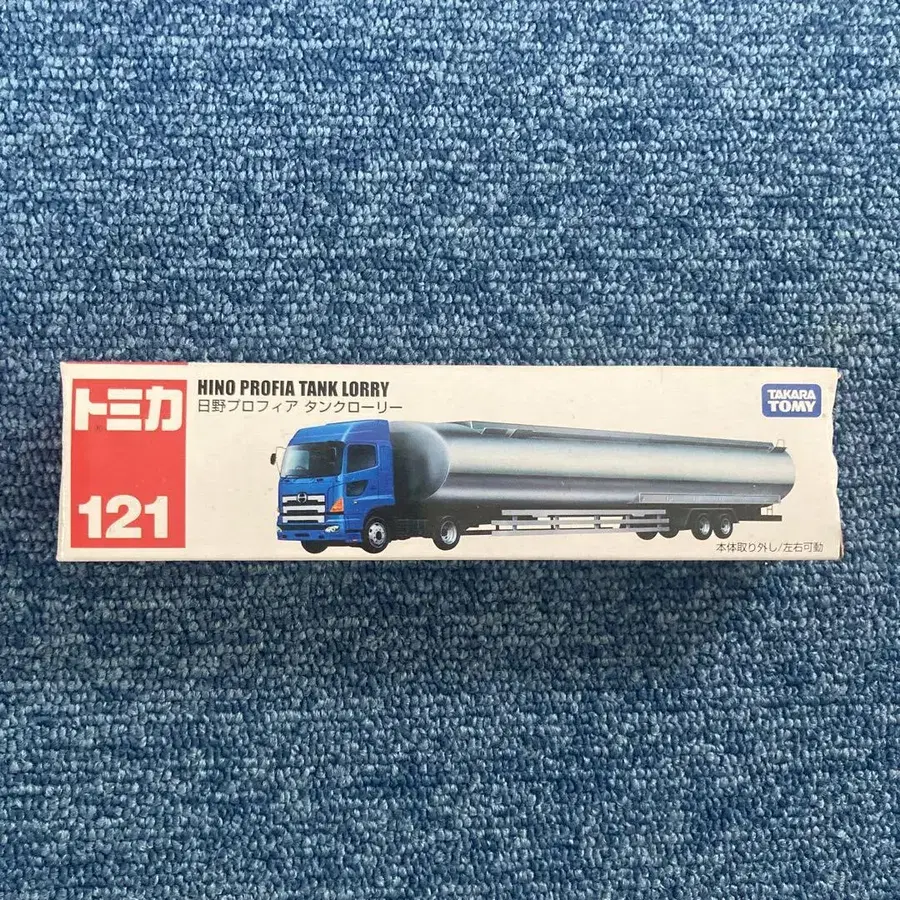 トミカ
121
HINO PROFIA TANK LORRY
日野プロフィア タンクローリー
TAKARA
TOMY
本体取り外し/左右可動